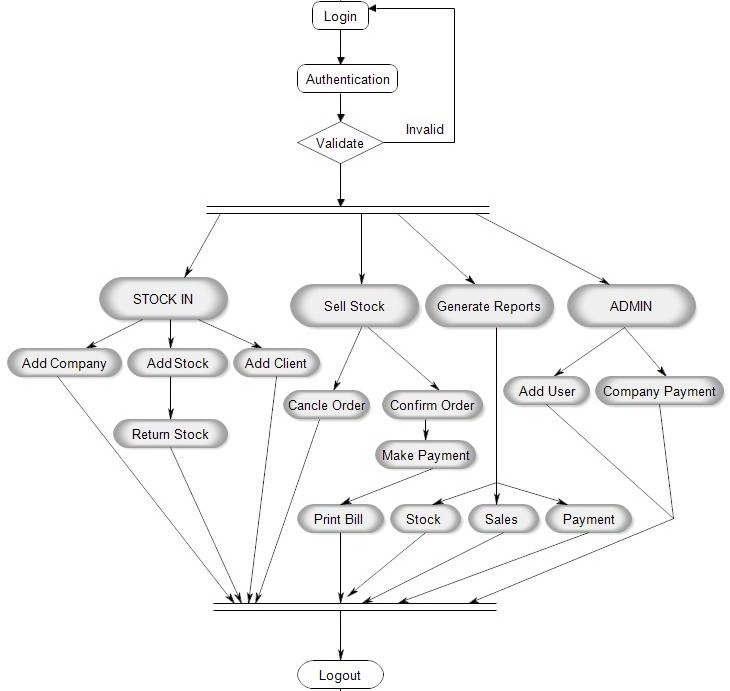 Login
Authentication
Invalid
Validate
STOCK IN
Sell Stock
Generate Reports
ADMIN
Add Company
Add Stock
Add Client
Add User
Company Payment
Cancle Order
Confirm Order
Return Stock
Make Payment
Print Bill
Stock
Sales
Payment
Logout